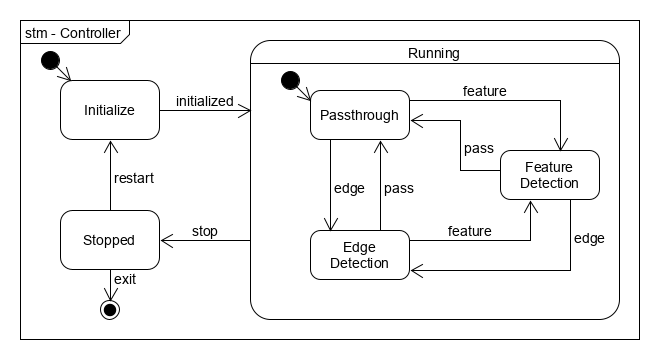 stm - Controller
Running
Initialize
initialized
Passthrough
feature
pass
Feature
Detection
restart
edge
pass
Stopped
stop
Edge
Detection
feature
edge
exit